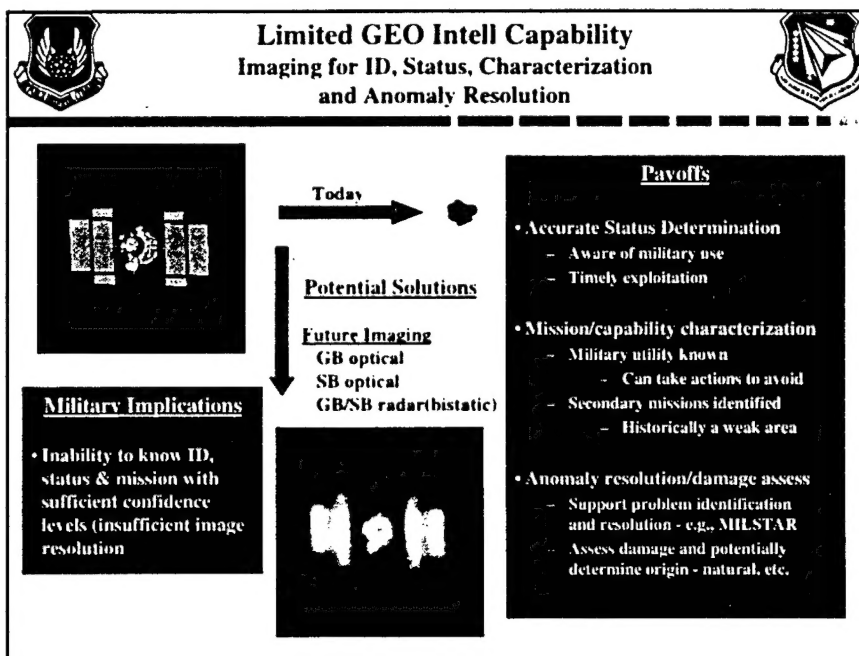 Limited GEO Intell Capability
Imaging for ID, Status, Characterization
and Anomaly Resolution
Today
Potential Solutions
Future Imaging
GB optical
SB optical
GB/SB radar(bistatic)
Military Implications
• Inability to know ID,
status & mission with
sufficient confidence
levels (insufficient image
resolution
Payoffs
• Accurate Status Determination
– Aware of military use
– Timely exploitation
• Mission/capability characterization
– Military utility known
– Can take actions to avoid
– Secondary missions identified
– Historically a weak area
• Anomaly resolution/damage assess
– Support problem identification
and resolution - e.g., MILSTAR
– Assess damage and potentially
determine origin - natural, etc.